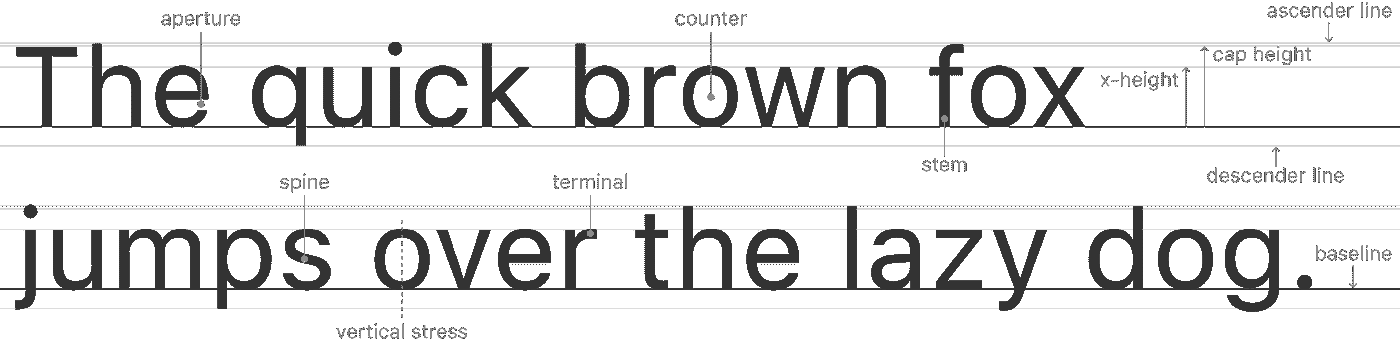 aperture counter ascender line
The quick brown fox
x-height cap height
stem descender line
spine terminal
jumps over the lazy dog.
baseline
vertical stress